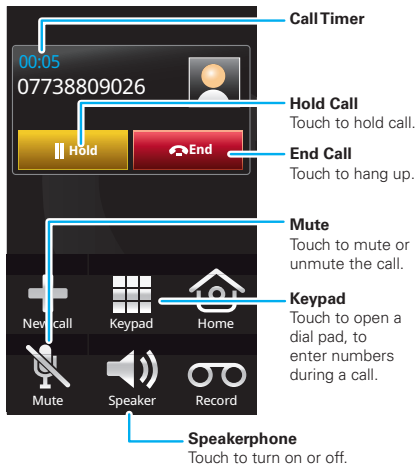 Call Timer
00:05
07738809026
Hold Call
Touch to hold call.
Hold
End
End Call
Touch to hang up.
Mute
Touch to mute or
unmute the call.
New call
Keypad
Home
Keypad
Touch to open a
dial pad, to
enter numbers
during a call.
Mute
Speaker
Record
Speakerphone
Touch to turn on or off.